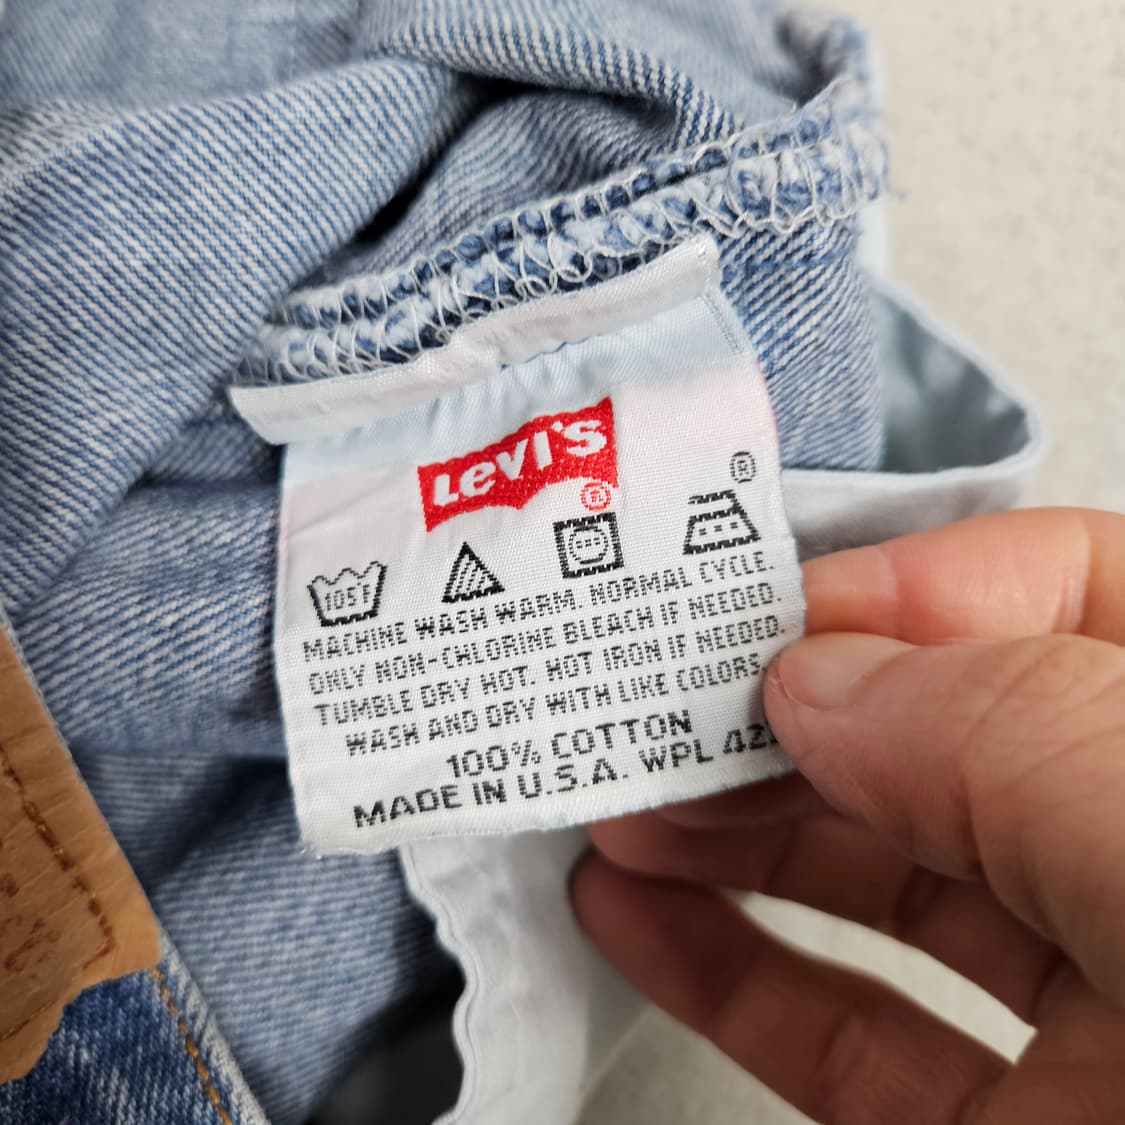 Levi's
®
®
105F
MACHINE WASH WARM. NORMAL CYCLE.
ONLY NON-CHLORINE BLEACH IF NEEDED.
TUMBLE DRY HOT. HOT IRON IF NEEDED.
WASH AND DRY WITH LIKE COLORS.
100% COTTON
MADE IN U.S.A. WPL